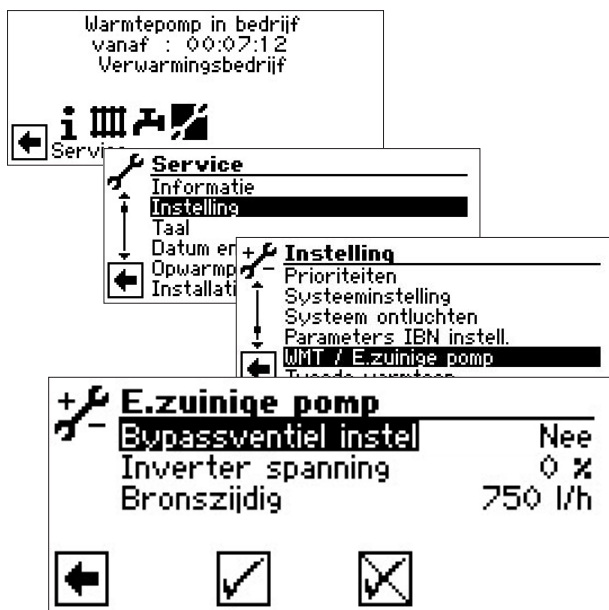 Warmtepomp in bedrijf
vanaf : 00:07:12
Verwarmingsbedrijf
Service
Informatie
Instelling
Taal
Datum en
Opwarmp
Installati
Instelling
Prioriteiten
Systeeminstelling
Systeem ontluchten
Parameters IBN instell.
WMT / E.zuinige pomp
E.zuinige pomp
Bypassventiel instel Nee
Inverter spanning 0 %
Bronszijdig 750 l/h